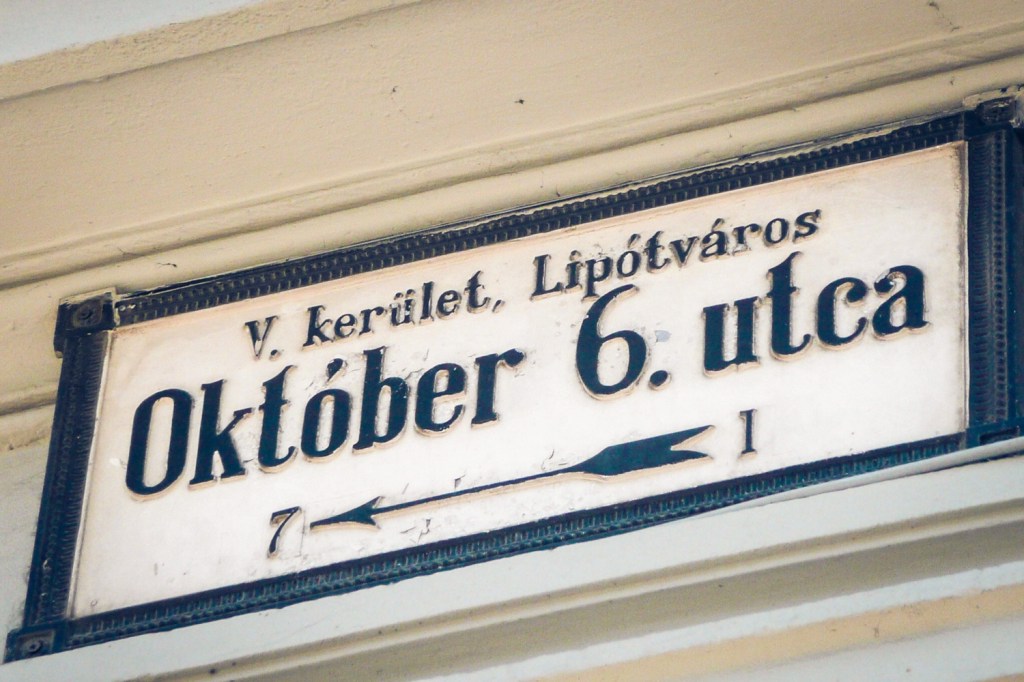 V. kerület, Lipótváros
Október 6. utca
7 1